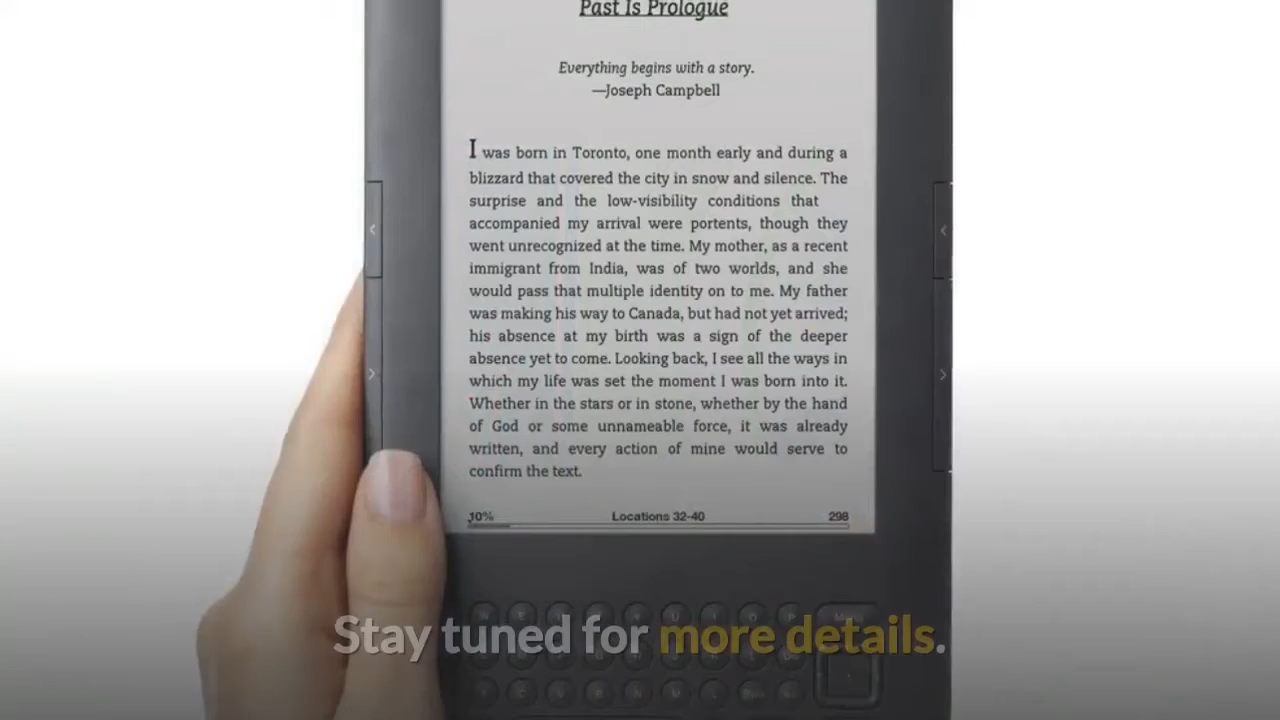 Past Is Prologue
Everything begins with a story.
—Joseph Campbell
I was born in Toronto, one month early and during a
blizzard that covered the city in snow and silence. The
surprise and the low-visibility conditions that
accompanied my arrival were portents, though they
went unrecognized at the time. My mother, as a recent
immigrant from India, was of two worlds, and she
would pass that multiple identity on to me. My father
was making his way to Canada, but had not yet arrived;
his absence at my birth was a sign of the deeper
absence yet to come. Looking back, I see all the ways in
which my life was set the moment I was born into it.
Whether in the stars or in stone, whether by the hand
of God or some unnameable force, it was already
written, and every action of mine would serve to
confirm the text.
10% Locations 32-40 298
Stay tuned for more details.